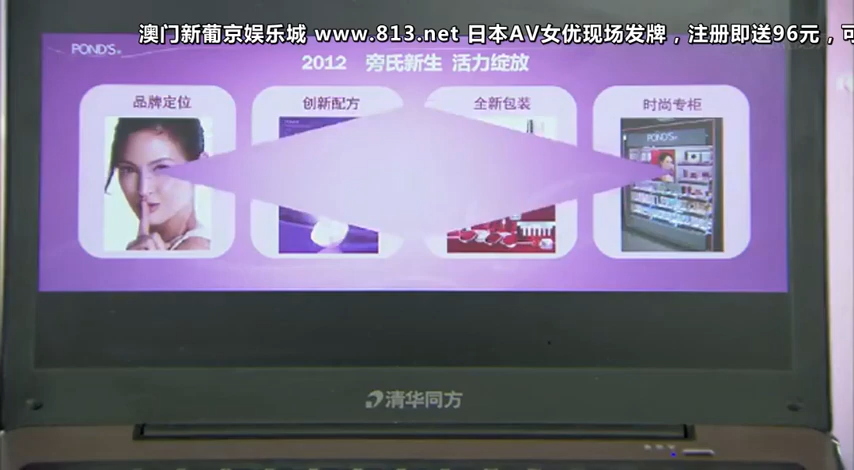 澳门新葡京娱乐城 www.813.net 日本AV女优现场发牌，注册即送96元，可
POND'S
2012 旁氏新生 活力绽放
品牌定位
创新配方
全新包装
时尚专柜
POND'S
清华同方